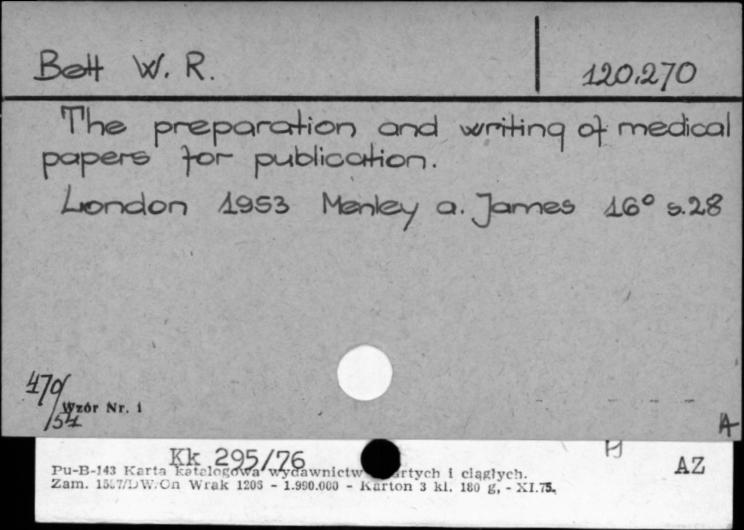 Bett W. R.
120.270
The preparation and writing of medical
papers for publication.
London 1953 Menley a. James 16° s.28
470/54
Wzór Nr. 1
A
Kk 295/76
AZ
Pu-B-143 Karta katalogowa wydawnictw rtych i ciągłych.
Zam. Wrak 1206 - 1.990.000 - Karton 3 kl. 180 g, - XI.75.